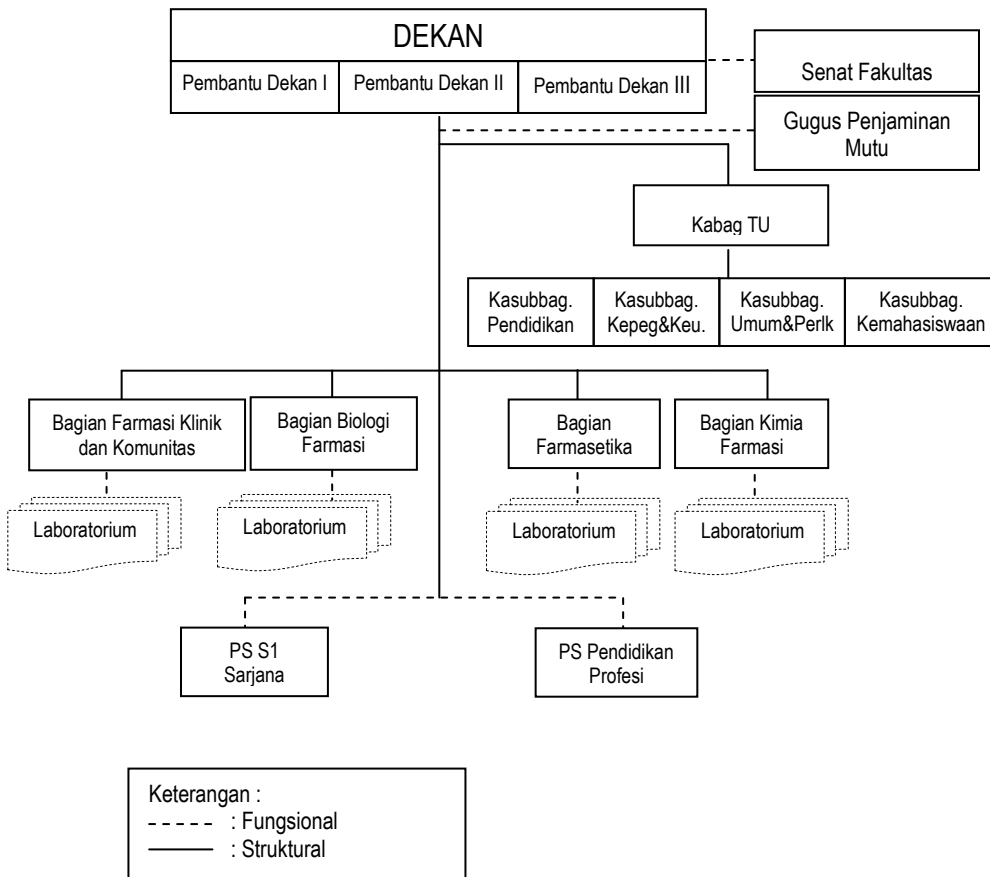 DEKAN
Pembantu Dekan I
Pembantu Dekan II
Pembantu Dekan III
Senat Fakultas
Gugus Penjaminan
Mutu
Kabag TU
Kasubbag.
Pendidikan
Kasubbag.
Kepeg&Keu.
Kasubbag.
Umum&Perlk
Kasubbag.
Kemahasiswaan
Bagian Farmasi Klinik
dan Komunitas
Bagian Biologi
Farmasi
Bagian
Farmasetika
Bagian Kimia
Farmasi
Laboratorium
Laboratorium
Laboratorium
Laboratorium
PS S1
Sarjana
PS Pendidikan
Profesi
Keterangan :
: Fungsional
: Struktural